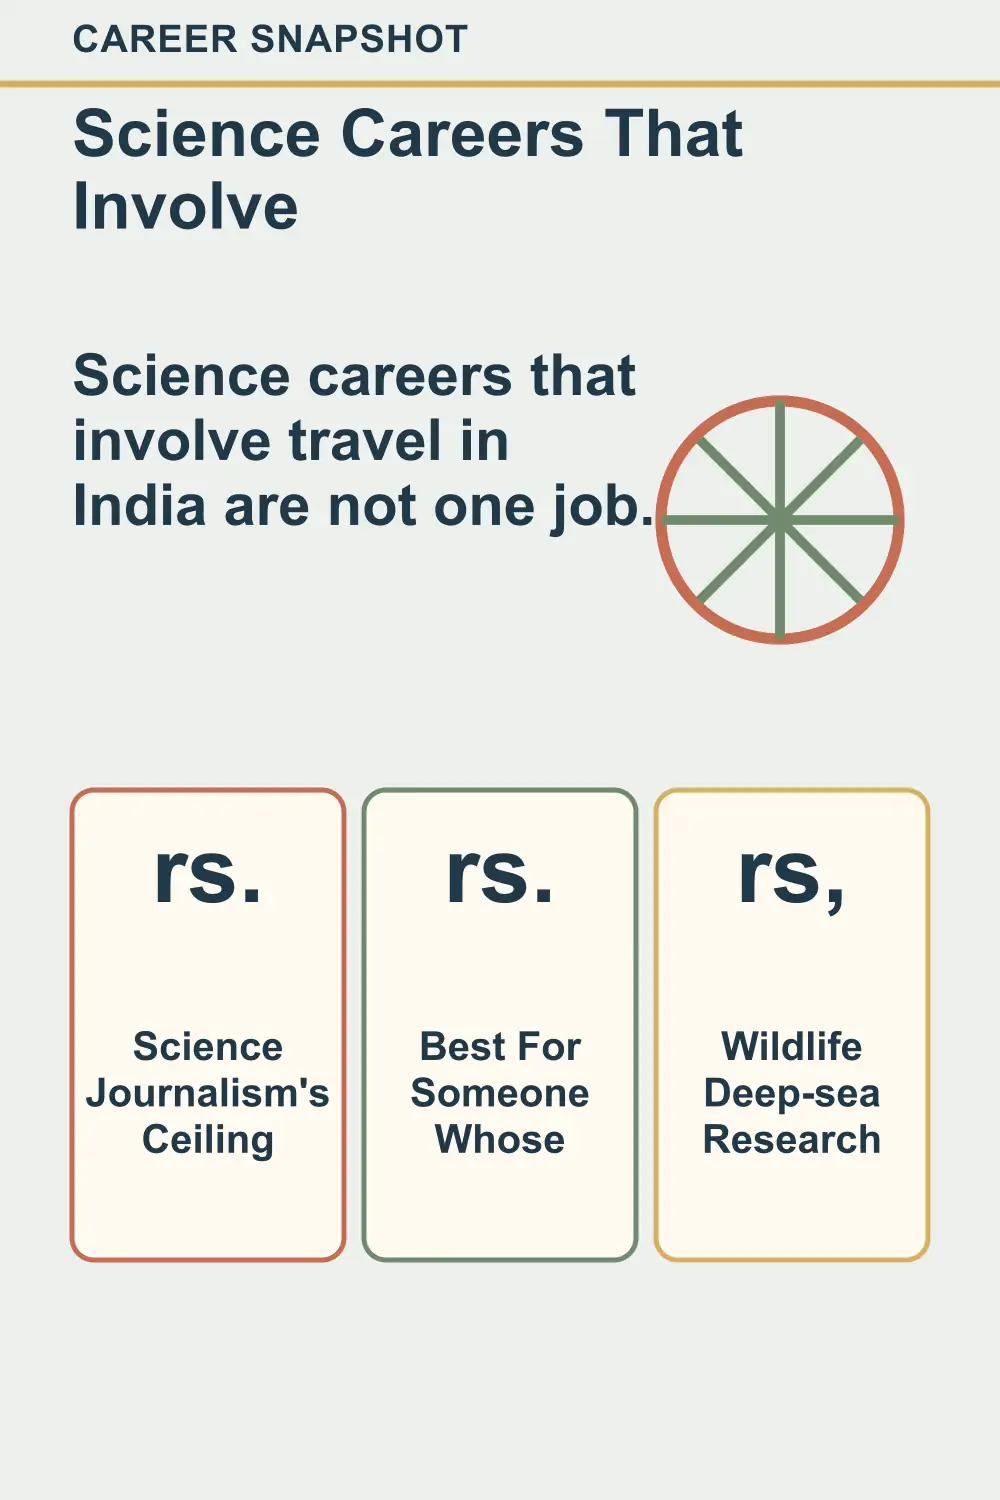 CAREER SNAPSHOT
Science Careers That
Involve
Science careers that
involve travel in
India are not one job.
rs.
Science
Journalism's
Ceiling
rs.
Best For
Someone
Whose
rs,
Wildlife
Deep-sea
Research